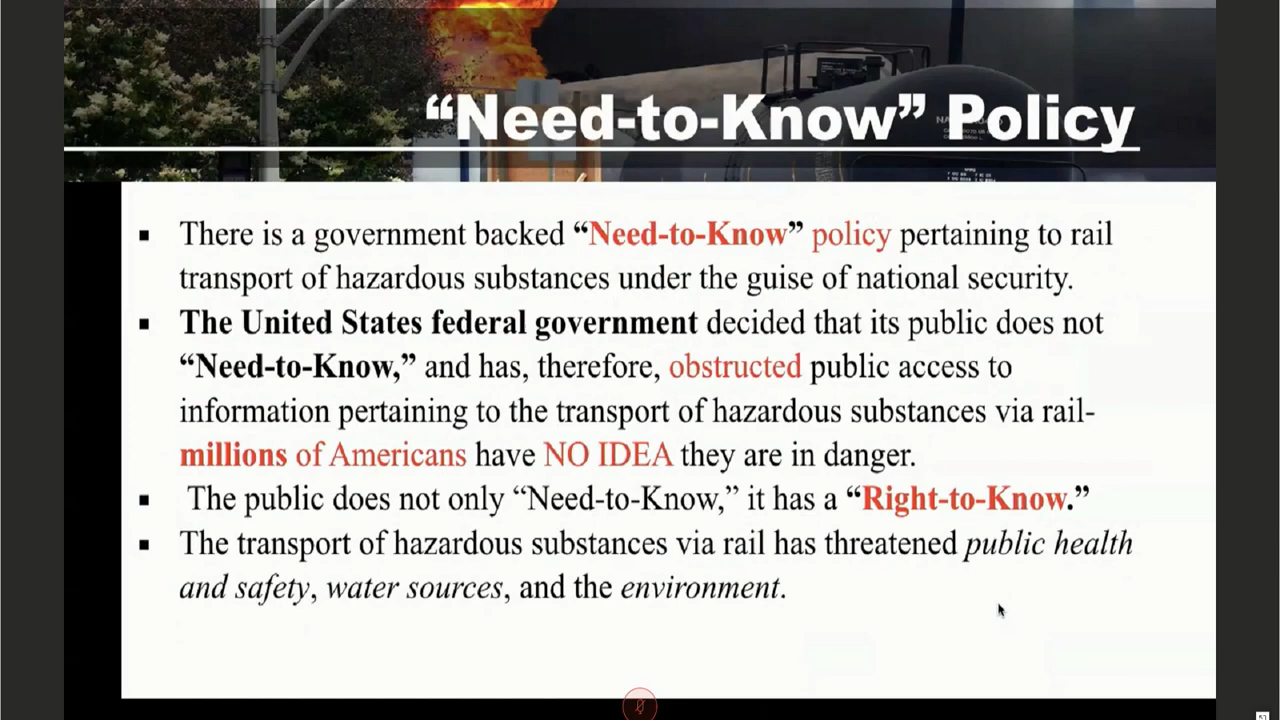 “Need-to-Know” Policy
▪ There is a government backed “Need-to-Know” policy pertaining to rail
transport of hazardous substances under the guise of national security.
▪ The United States federal government decided that its public does not
“Need-to-Know,” and has, therefore, obstructed public access to
information pertaining to the transport of hazardous substances via rail-
millions of Americans have NO IDEA they are in danger.
▪ The public does not only “Need-to-Know,” it has a “Right-to-Know.”
▪ The transport of hazardous substances via rail has threatened public health
and safety, water sources, and the environment.